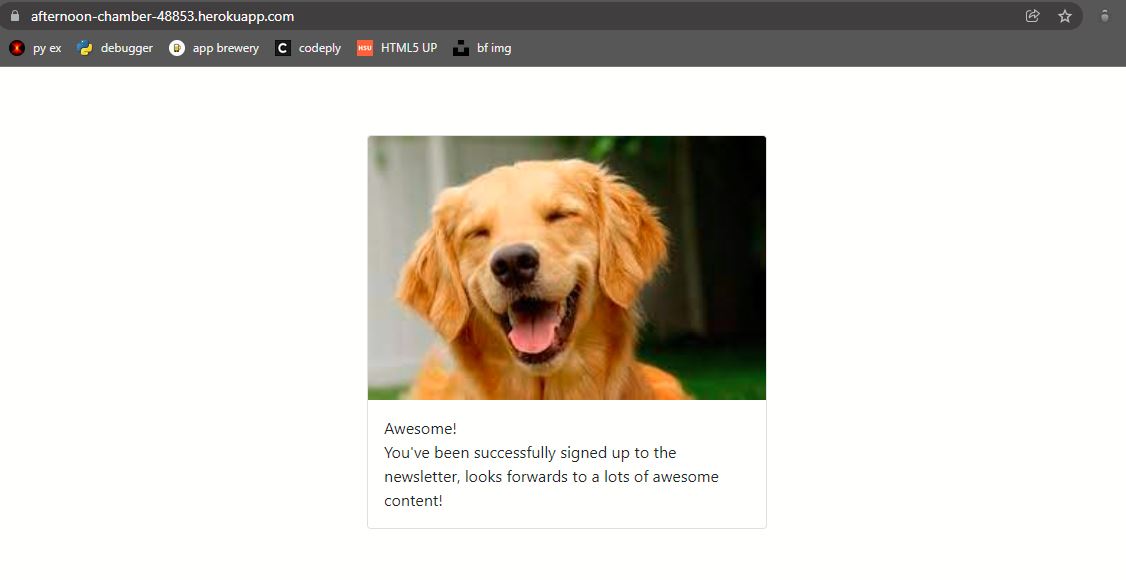 afternoon-chamber-48853.herokuapp.com
py ex debugger app brewery C codeply HSU HTML5 UP bf img
Awesome!
You've been successfully signed up to the
newsletter, looks forwards to a lots of awesome
content!